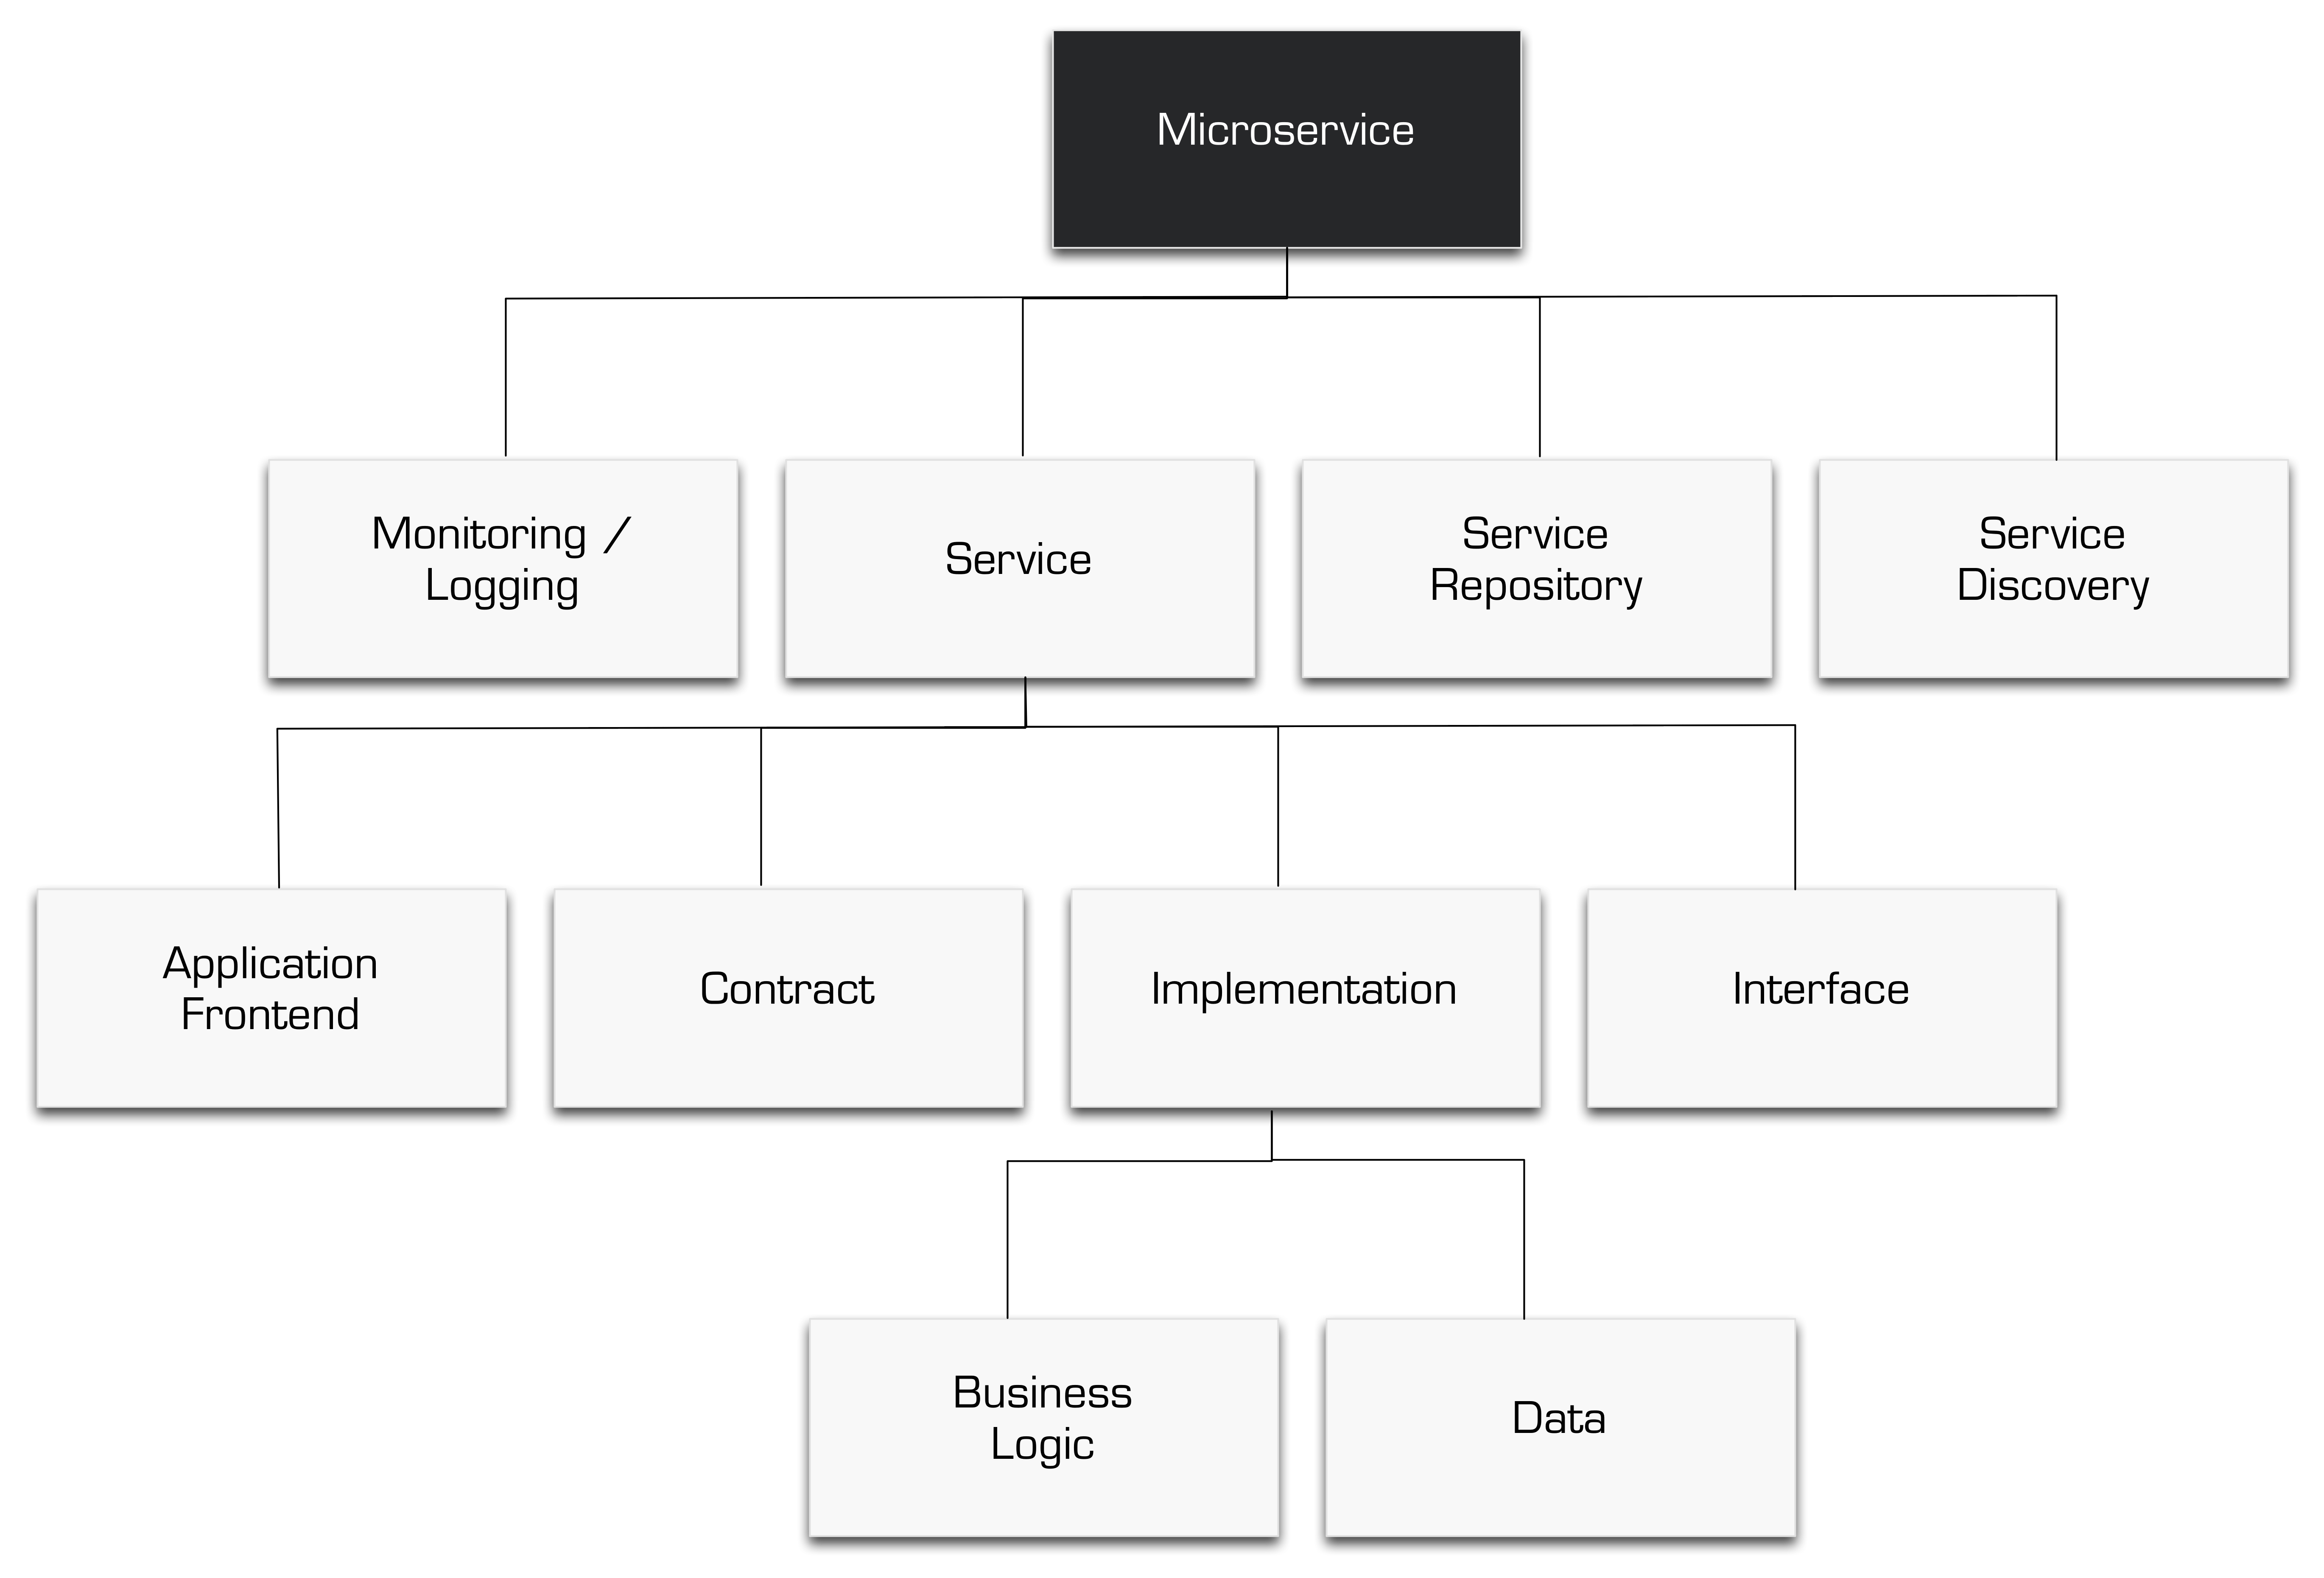 Microservice
Monitoring /
Logging
Service
Service
Repository
Service
Discovery
Application
Frontend
Contract
Implementation
Interface
Business
Logic
Data